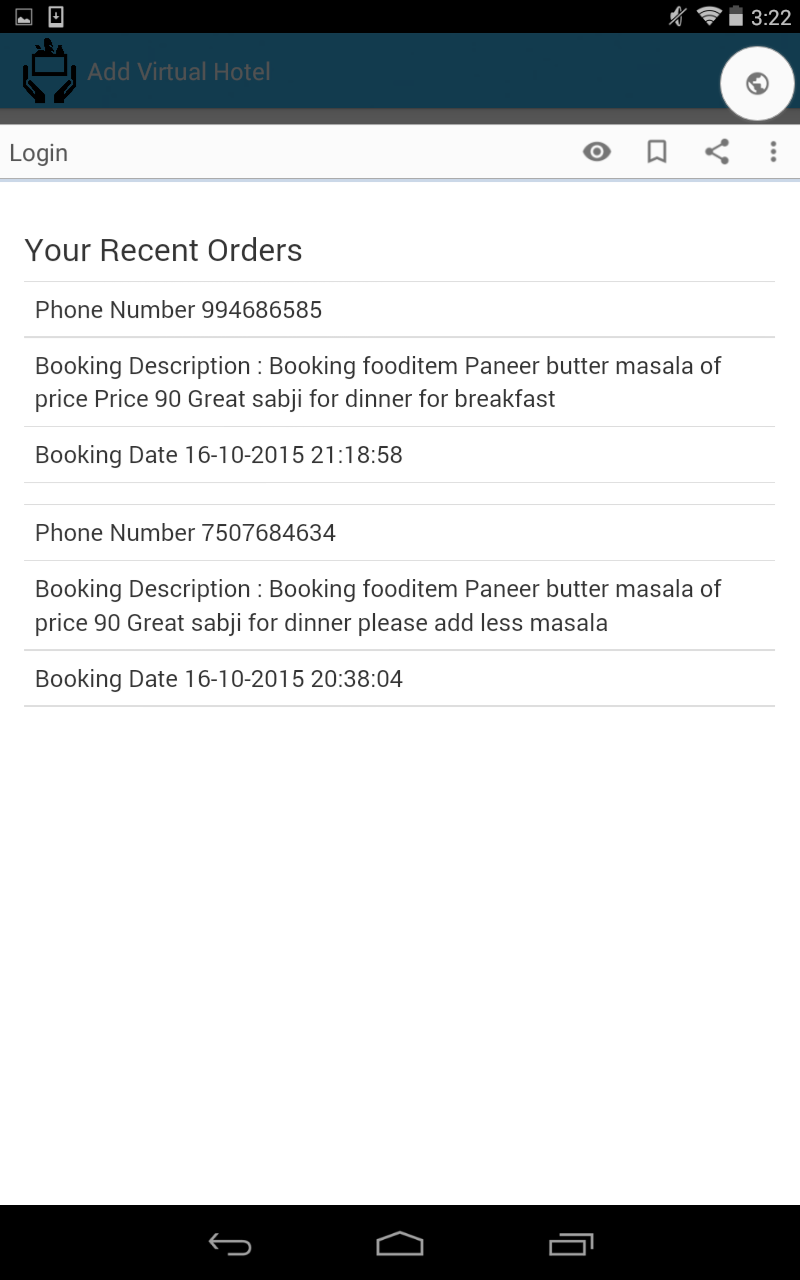 3:22
Add Virtual Hotel
Login
Your Recent Orders
Phone Number 994686585
Booking Description : Booking fooditem Paneer butter masala of
price Price 90 Great sabji for dinner for breakfast
Booking Date 16-10-2015 21:18:58
Phone Number 7507684634
Booking Description : Booking fooditem Paneer butter masala of
price 90 Great sabji for dinner please add less masala
Booking Date 16-10-2015 20:38:04